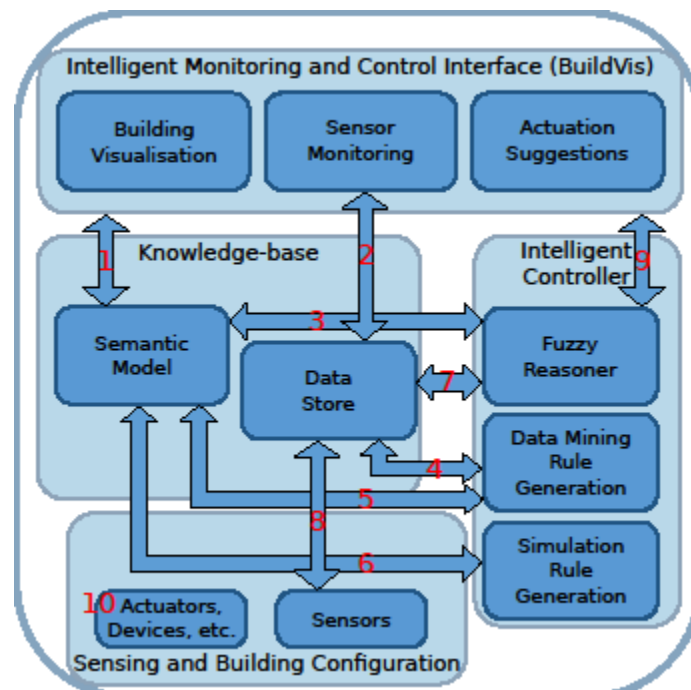 Intelligent Monitoring and Control Interface (BuildVis)
Building
Visualisation
Sensor
Monitoring
Actuation
Suggestions
1
2
9
Knowledge-base
Intelligent
Controller
3
Semantic
Model
Data
Store
7
Fuzzy
Reasoner
4
Data Mining
Rule
Generation
5
8
6
Simulation
Rule
Generation
10
Actuators,
Devices, etc.
Sensors
Sensing and Building Configuration